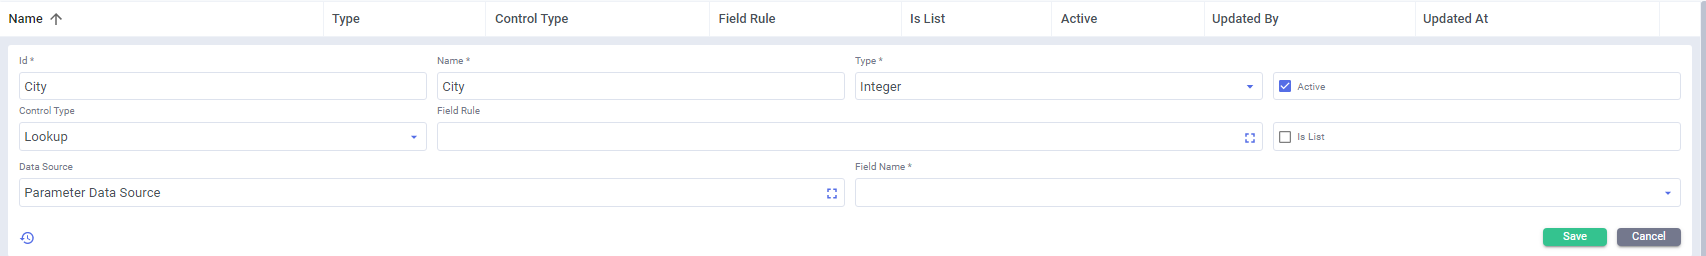 Name Type Control Type Field Rule Is List Active Updated By Updated At
Id * Name * Type *
City City Integer Active
Control Type Field Rule
Lookup Is List
Data Source Field Name *
Parameter Data Source
Save Cancel